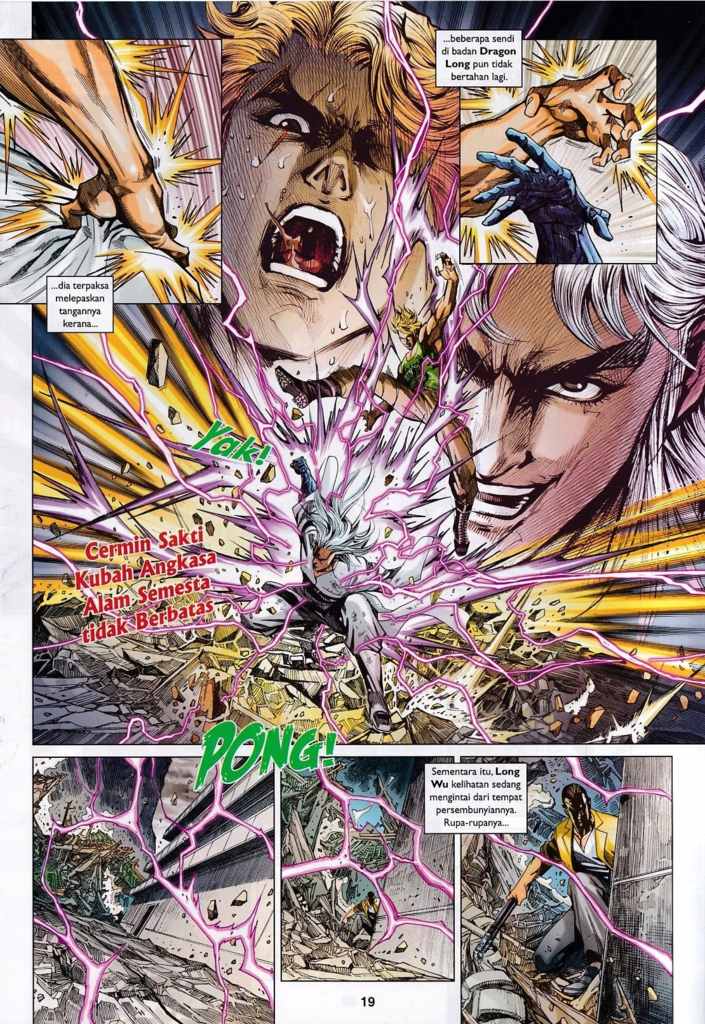 ...dia terpaksa
melepaskan
tangannya
kerana...
...beberapa sendi
di badan Dragon
Long pun tidak
bertahan lagi.
Yak!
Cermin Sakti
Kubah Angkasa
Alam Semesta
tidak Berbatas
PONG!
Sementara itu, Long
Wu kelihatan sedang
mengintai dari tempat
persembunyiannya.
Rupa-rupanya...
19